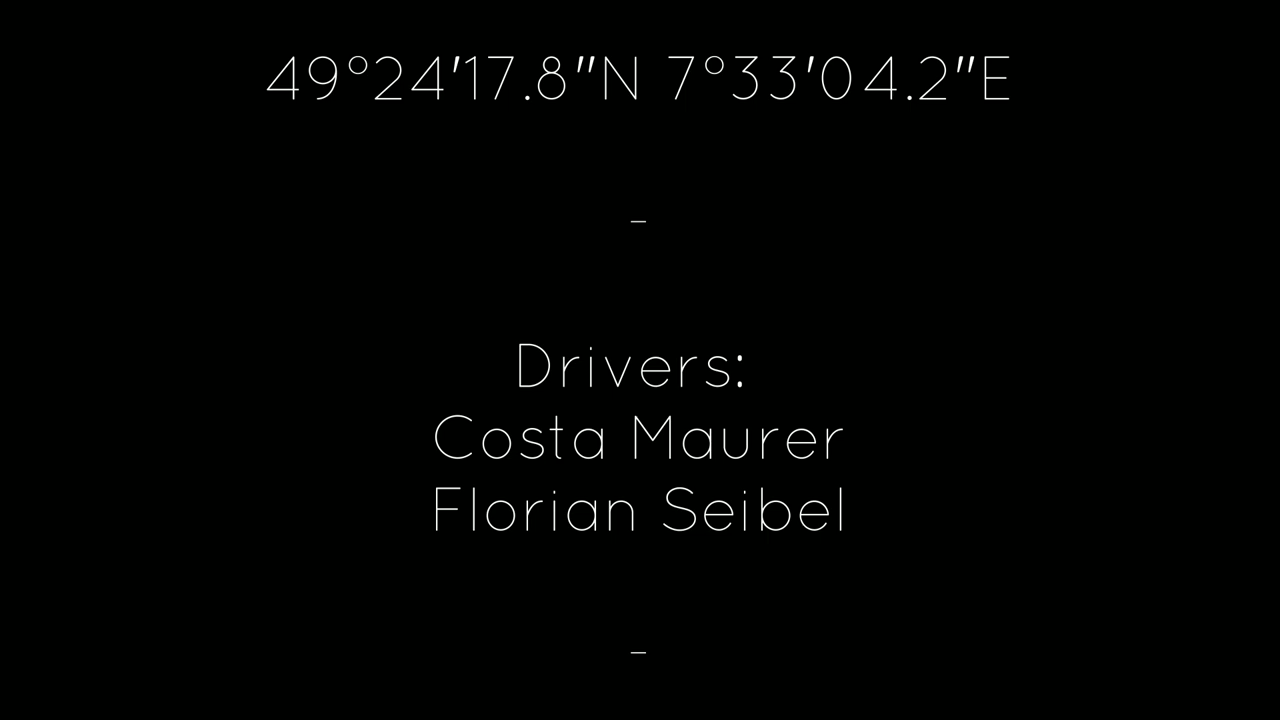 49°24'17.8"N 7°33'04.2"E
–
Drivers:
Costa Maurer
Florian Seibel
–